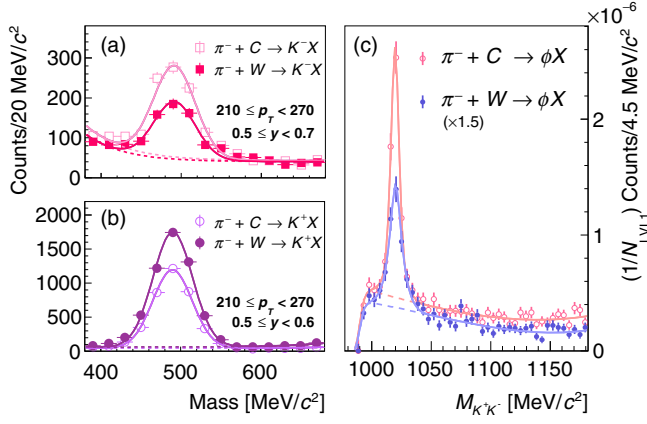 (a)
π⁻ + C → K⁻X
π⁻ + W → K⁻X
210 ≤ p_T < 270
0.5 ≤ y < 0.7
Counts/20 MeV/c²
300
200
100
0
(b)
π⁻ + C → K⁺X
π⁻ + W → K⁺X
210 ≤ p_T < 270
0.5 ≤ y < 0.6
2000
1500
1000
500
0
400 500 600
Mass [MeV/c²]
(c)
π⁻ + C → ϕX
π⁻ + W → ϕX
(×1.5)
×10⁻⁶
2
1
0
(1/N_LVL1) Counts/4.5 MeV/c²
1000 1050 1100 1150
M_K⁺K⁻ [MeV/c²]